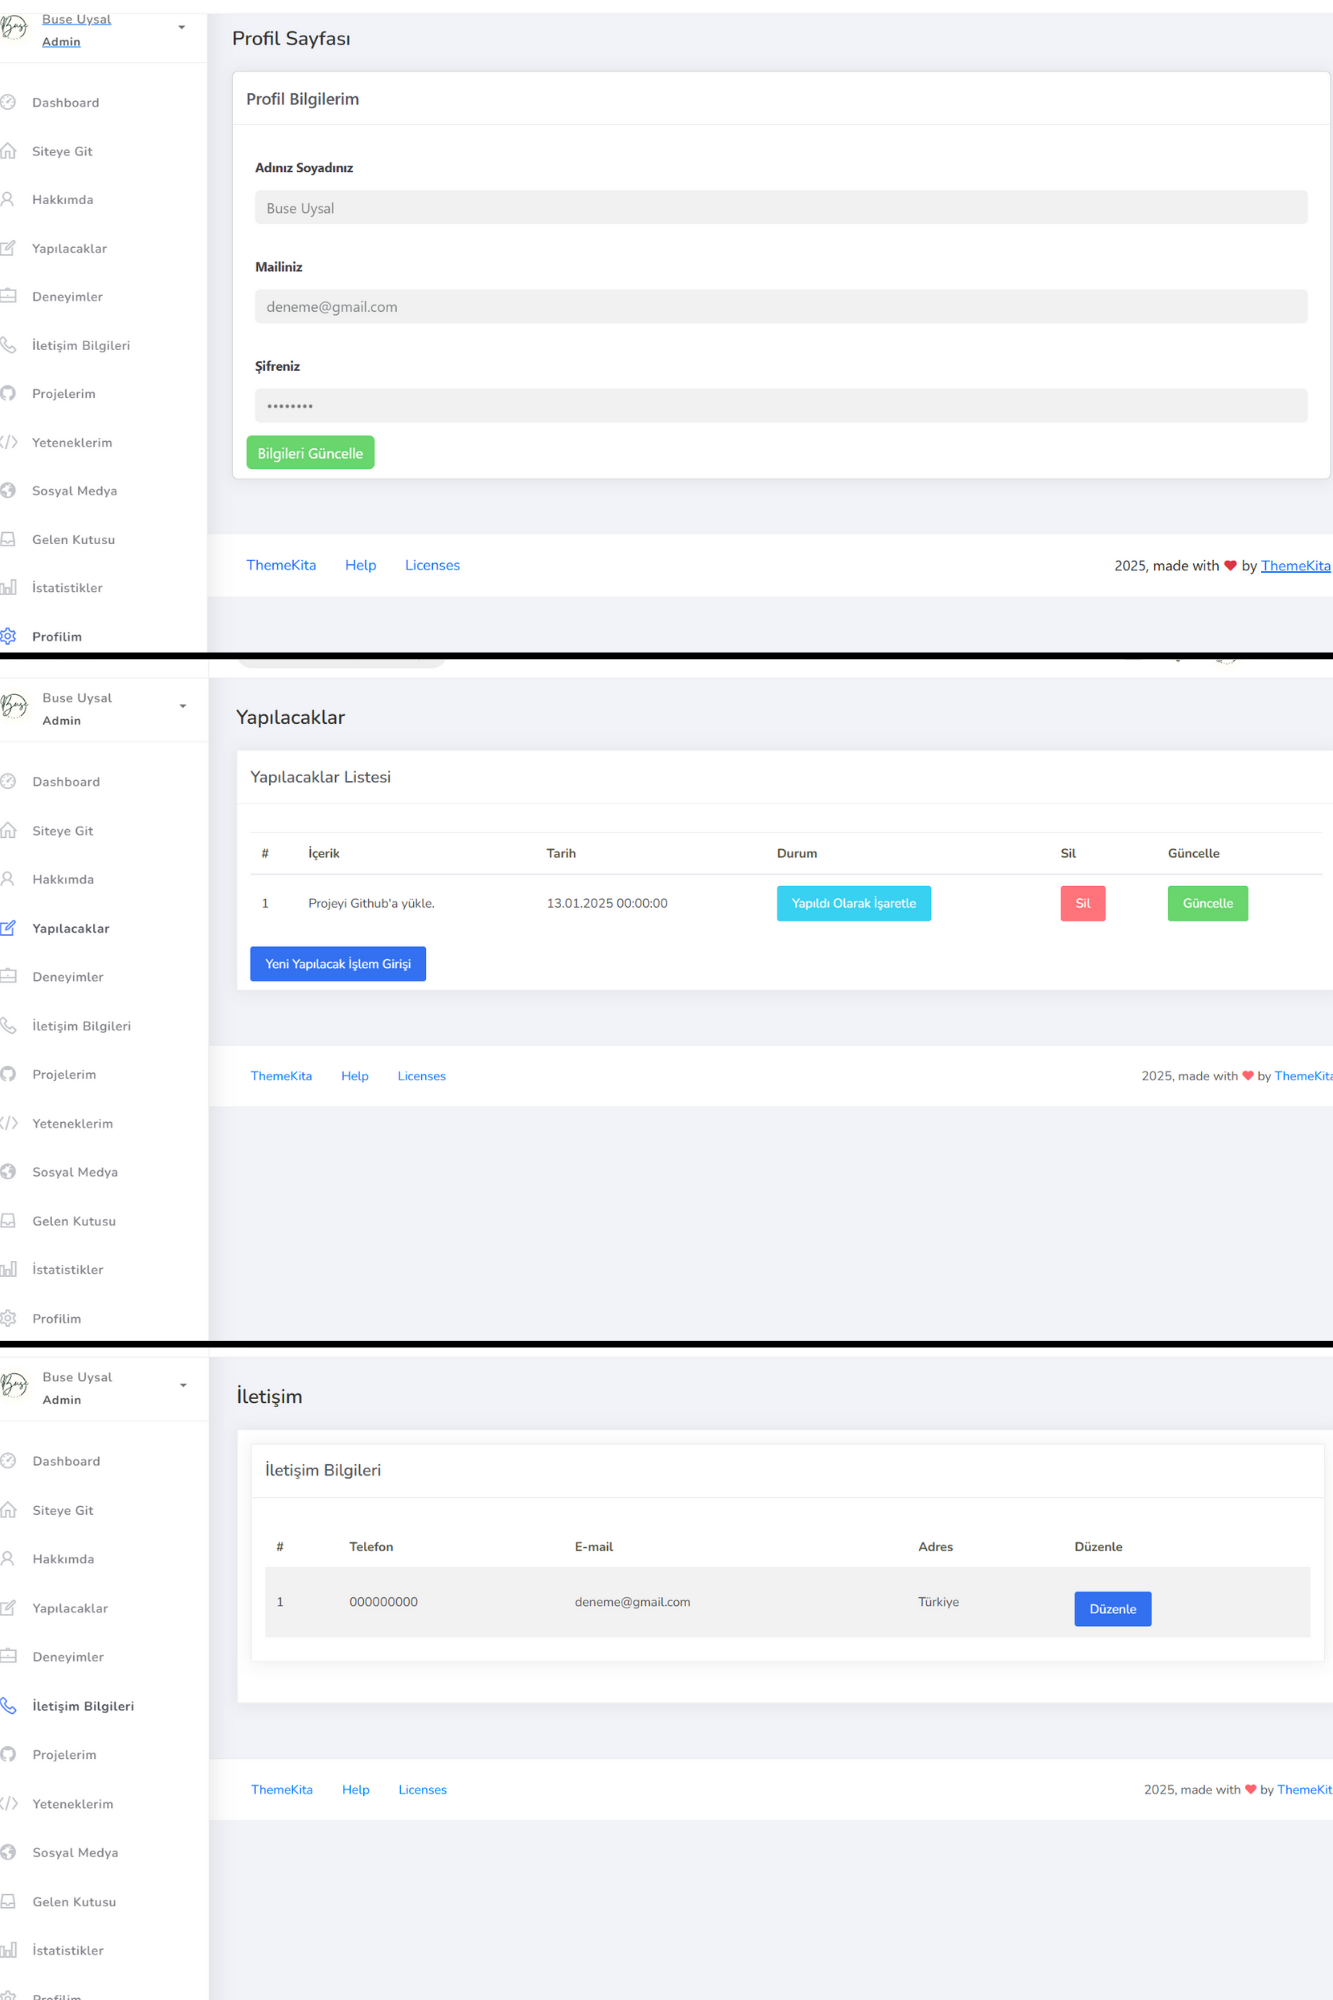 Buse Uysal
Admin
Dashboard
Siteye Git
Hakkımda
Yapılacaklar
Deneyimler
İletişim Bilgileri
Projelerim
Yeteneklerim
Sosyal Medya
Gelen Kutusu
İstatistikler
Profilim
Profil Sayfası
Profil Bilgilerim
Adınız Soyadınız
Buse Uysal
Mailiniz
deneme@gmail.com
Şifreniz
••••••••
Bilgileri Güncelle
ThemeKita Help Licenses
2025, made with ❤ by ThemeKita
Buse
Buse Uysal
Admin
Dashboard
Siteye Git
Hakkımda
Yapılacaklar
Deneyimler
İletişim Bilgileri
Projelerim
Yeteneklerim
Sosyal Medya
Gelen Kutusu
İstatistikler
Profilim
Yapılacaklar
Yapılacaklar Listesi
# İçerik Tarih Durum Sil Güncelle
1 Projeyi Github'a yükle. 13.01.2025 00:00:00 Yapıldı Olarak İşaretle Sil Güncelle
Yeni Yapılacak İşlem Girişi
ThemeKita Help Licenses
2025, made with ❤ by ThemeKita
Buse
Buse Uysal
Admin
Dashboard
Siteye Git
Hakkımda
Yapılacaklar
Deneyimler
İletişim Bilgileri
Projelerim
Yeteneklerim
Sosyal Medya
Gelen Kutusu
İstatistikler
Profilim
İletişim
İletişim Bilgileri
# Telefon E-mail Adres Düzenle
1 000000000 deneme@gmail.com Türkiye Düzenle
ThemeKita Help Licenses
2025, made with ❤ by ThemeKit